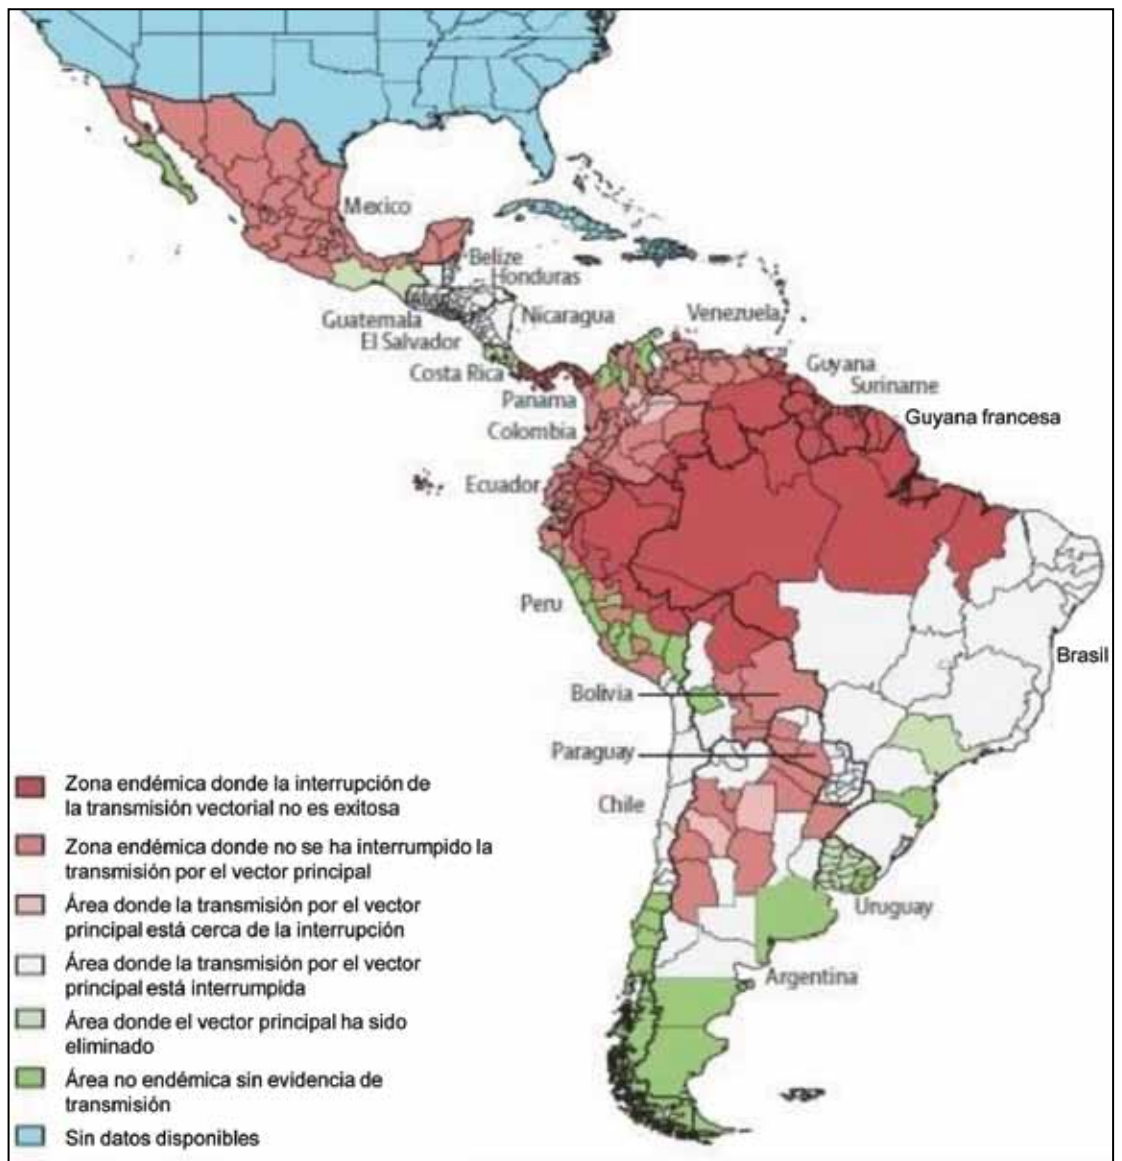 Mexico
Belize
Honduras
Guatemala
Nicaragua
El Salvador
Costa Rica
Venezuela
Guyana
Suriname
Guyana francesa
Panama
Colombia
Ecuador
Peru
Brasil
Bolivia
Paraguay
Chile
Uruguay
Argentina
Zona endémica donde la interrupción de
la transmisión vectorial no es exitosa
Zona endémica donde no se ha interrumpido la
transmisión por el vector principal
Área donde la transmisión por el vector
principal está cerca de la interrupción
Área donde la transmisión por el vector
principal está interrumpida
Área donde el vector principal ha sido
eliminado
Área no endémica sin evidencia de
transmisión
Sin datos disponibles